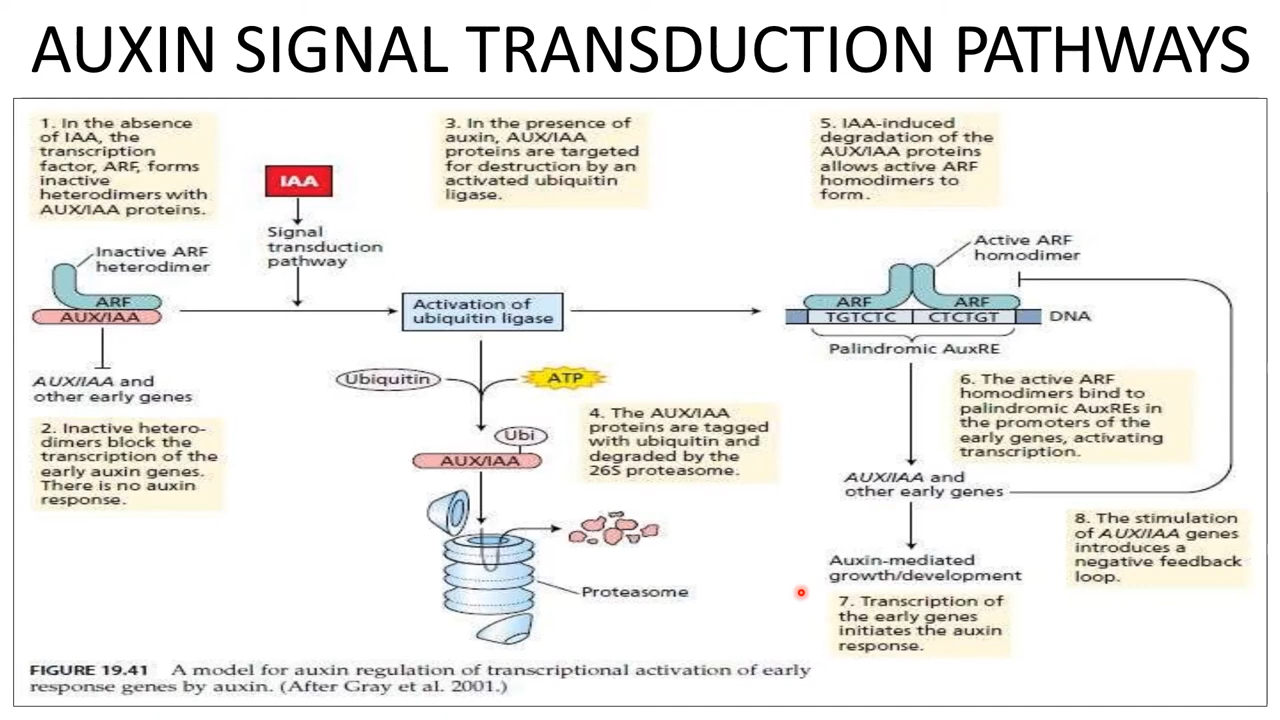 AUXIN SIGNAL TRANSDUCTION PATHWAYS
1. In the absence
of IAA, the
transcription
factor, ARF, forms
inactive
heterodimers with
AUX/IAA proteins.
IAA
Signal
transduction
pathway
3. In the presence of
auxin, AUX/IAA
proteins are targeted
for destruction by an
activated ubiquitin
ligase.
5. IAA-induced
degradation of the
AUX/IAA proteins
allows active ARF
homodimers to
form.
Inactive ARF
heterodimer
ARF
AUX/IAA
Activation of
ubiquitin ligase
Active ARF
homodimer
ARF
ARF
TGTCTC
CTCTGT
DNA
Palindromic AuxRE
AUX/IAA and
other early genes
2. Inactive hetero-
dimers block the
transcription of the
early auxin genes.
There is no auxin
response.
Ubiquitin
ATP
Ubi
AUX/IAA
4. The AUX/IAA
proteins are tagged
with ubiquitin and
degraded by the
26S proteasome.
6. The active ARF
homodimers bind to
palindromic AuxREs in
the promoters of the
early genes, activating
transcription.
AUX/IAA and
other early genes
8. The stimulation
of AUX/IAA genes
introduces a
negative feedback
loop.
Auxin-mediated
growth/development
Proteasome
7. Transcription of
the early genes
initiates the auxin
response.
FIGURE 19.41 A model for auxin regulation of transcriptional activation of early
response genes by auxin. (After Gray et al. 2001.)